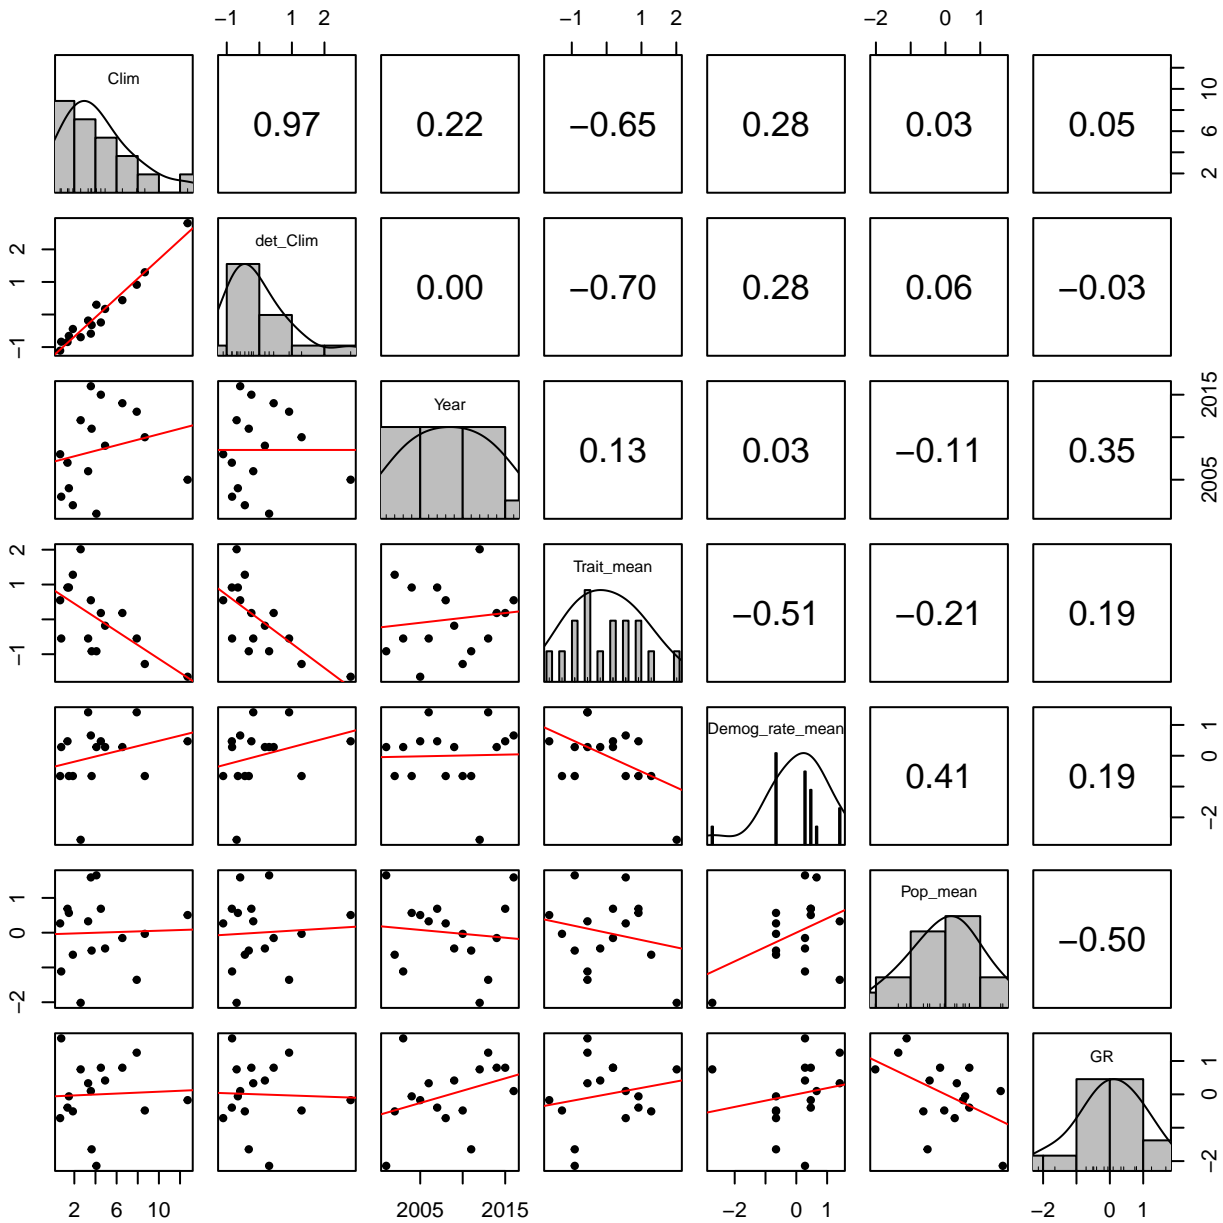 −1 1 2 −1 1 2 −2 0 1
Clim 0.97 0.22 −0.65 0.28 0.03 0.05 2 6 10
−1 1 2 det_Clim 0.00 −0.70 0.28 0.06 −0.03
Year 0.13 0.03 −0.11 0.35 2005 2015
−1 1 2 Trait_mean −0.51 −0.21 0.19
Demog_rate_mean 0.41 0.19 −2 0 1
−2 0 1 Pop_mean −0.50
GR −2 0 1
2 6 10 2005 2015 −2 0 1 −2 0 1